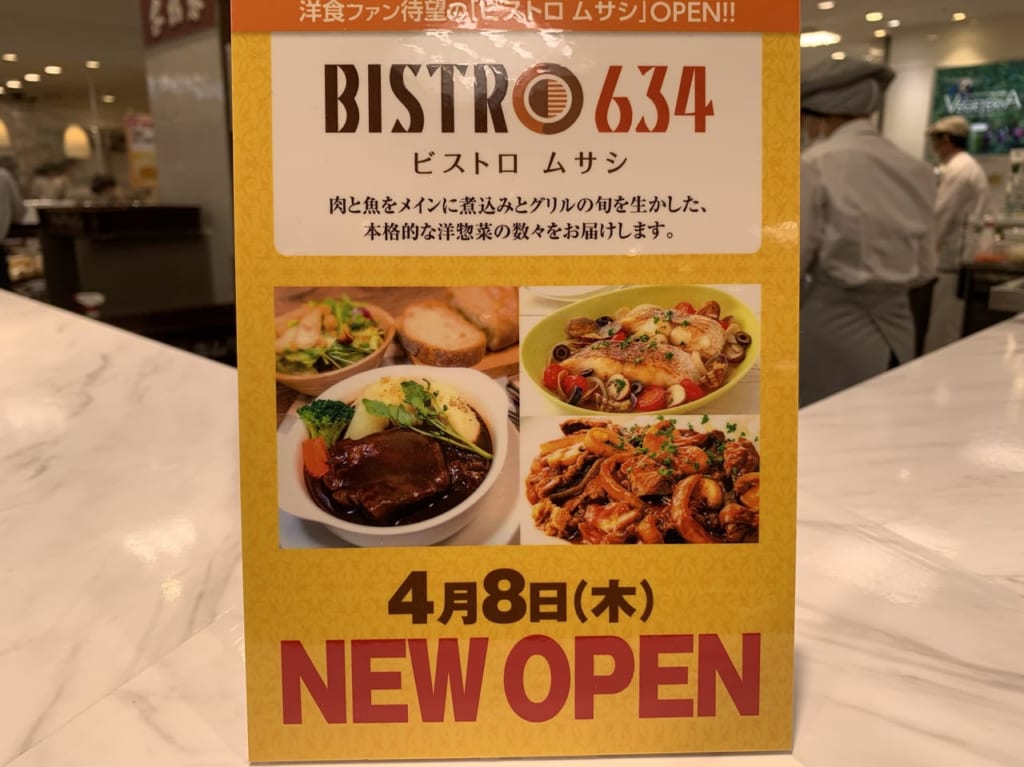 洋食ファン待望の「ビストロ ムサシ」OPEN!!
BISTRO 634
ビストロ ムサシ
肉と魚をメインに煮込みとグリルの旬を生かした、
本格的な洋惣菜の数々をお届けします。
4月8日(木)
NEW OPEN